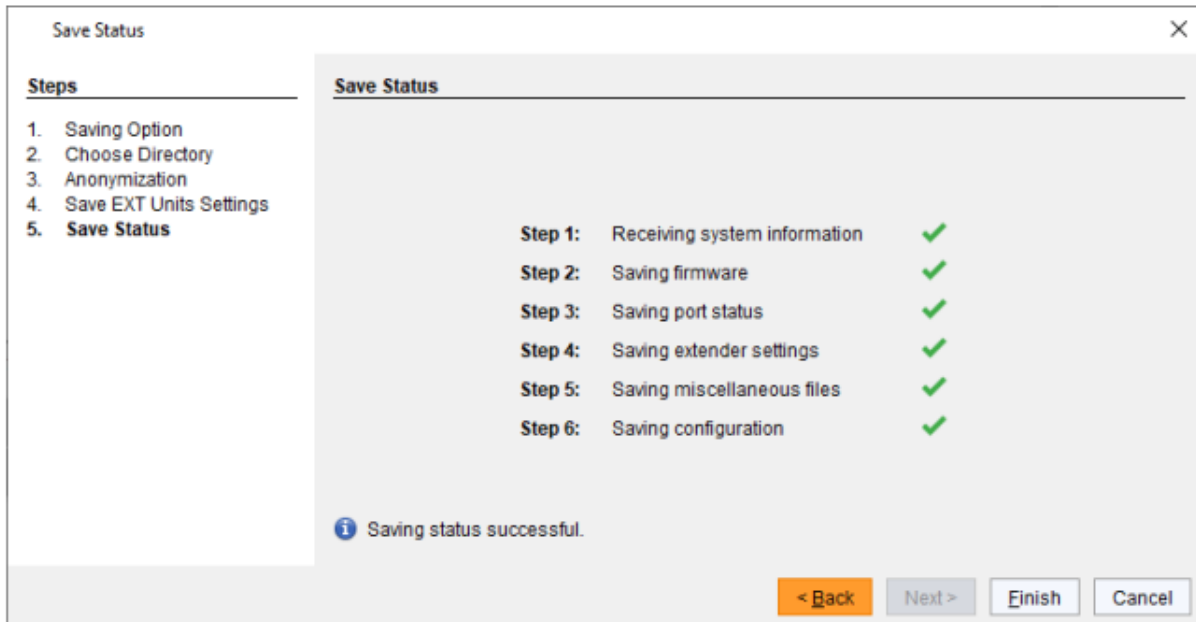 Save Status
Steps
1. Saving Option
2. Choose Directory
3. Anonymization
4. Save EXT Units Settings
5. Save Status
Save Status
Step 1: Receiving system information
Step 2: Saving firmware
Step 3: Saving port status
Step 4: Saving extender settings
Step 5: Saving miscellaneous files
Step 6: Saving configuration
Saving status successful.
< Back Next > Finish Cancel